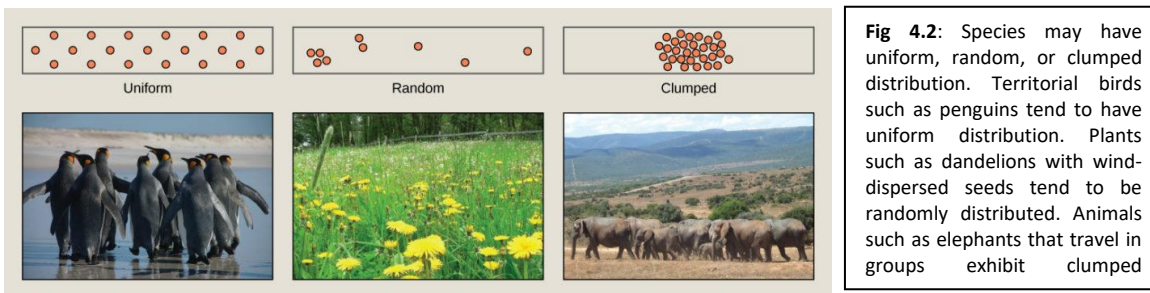 Uniform
Random
Clumped
Fig 4.2: Species may have
uniform, random, or clumped
distribution. Territorial birds
such as penguins tend to have
uniform distribution. Plants
such as dandelions with wind-
dispersed seeds tend to be
randomly distributed. Animals
such as elephants that travel in
groups exhibit clumped